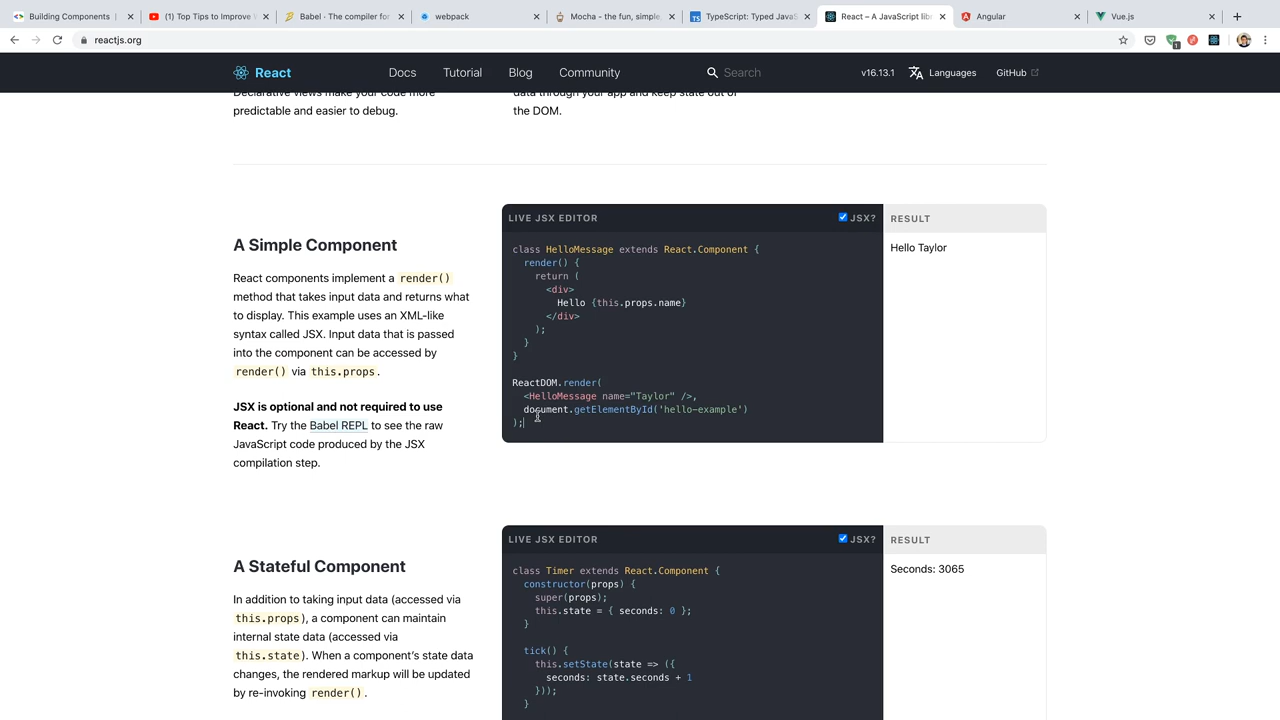 Building Components
(1) Top Tips to Improve
Babel · The compiler for
webpack
Mocha - the fun, simple,
TypeScript: Typed JavaS
React – A JavaScript lib
Angular
Vue.js
reactjs.org
1
React
Docs
Tutorial
Blog
Community
Search
v16.13.1
Languages
GitHub
Declarative views make your code more
predictable and easier to debug.
data through your app and keep state out of
the DOM.
A Simple Component
React components implement a render()
method that takes input data and returns what
to display. This example uses an XML-like
syntax called JSX. Input data that is passed
into the component can be accessed by
render() via this.props.
JSX is optional and not required to use
React. Try the Babel REPL to see the raw
JavaScript code produced by the JSX
compilation step.
LIVE JSX EDITOR
JSX?
class HelloMessage extends React.Component {
render() {
return (
<div>
Hello {this.props.name}
</div>
);
}
}
ReactDOM.render(
<HelloMessage name="Taylor" />,
document.getElementById('hello-example')
);
RESULT
Hello Taylor
A Stateful Component
In addition to taking input data (accessed via
this.props), a component can maintain
internal state data (accessed via
this.state). When a component's state data
changes, the rendered markup will be updated
by re-invoking render().
LIVE JSX EDITOR
JSX?
class Timer extends React.Component {
constructor(props) {
super(props);
this.state = { seconds: 0 };
}
tick() {
this.setState(state => ({
seconds: state.seconds + 1
}));
}
RESULT
Seconds: 3065